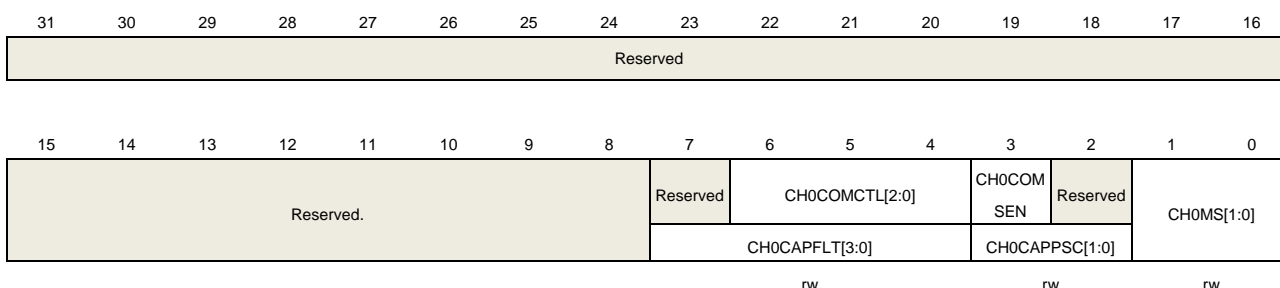 31 30 29 28 27 26 25 24 23 22 21 20 19 18 17 16
Reserved
15 14 13 12 11 10 9 8 7 6 5 4 3 2 1 0
Reserved.
Reserved
CH0COMCTL[2:0]
CH0COM
SEN
Reserved
CH0MS[1:0]
CH0CAPFLT[3:0]
CH0CAPPSC[1:0]
rw rw rw